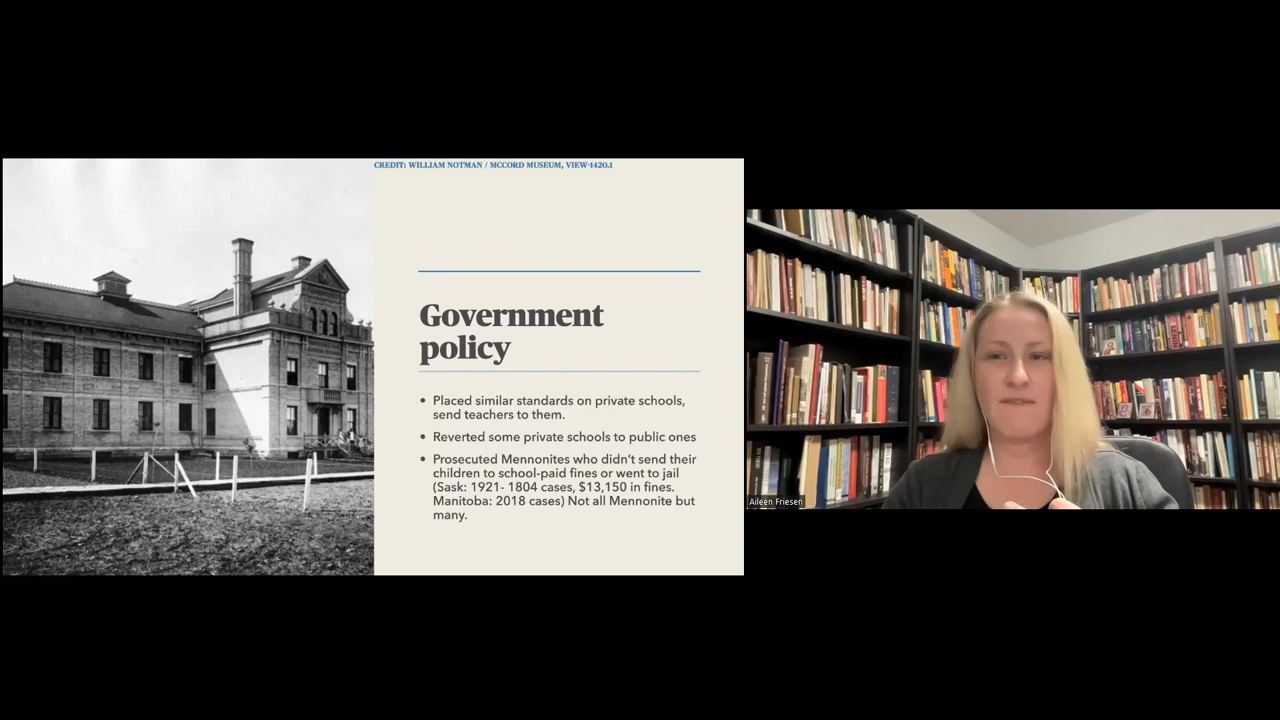 CREDIT: WILLIAM NOTMAN / MCCORD MUSEUM, VIEW-1420.1
Government
policy
• Placed similar standards on private schools,
send teachers to them.
• Reverted some private schools to public ones
• Prosecuted Mennonites who didn't send their
children to school-paid fines or went to jail
(Sask: 1921- 1804 cases, $13,150 in fines.
Manitoba: 2018 cases) Not all Mennonite but
many.
Aileen Friesen